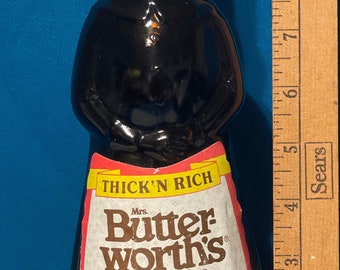 THICK'N RICH
Mrs.
Butter
worth's®
7
6
5
4
3
Sears